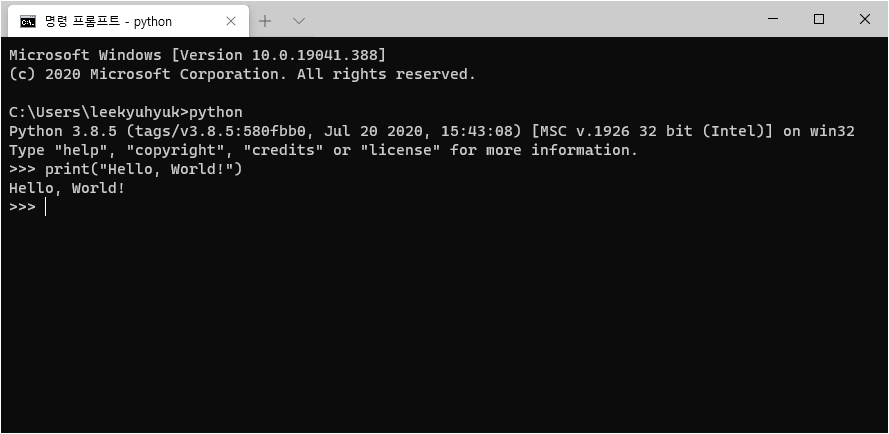 명령 프롬프트 - python
Microsoft Windows [Version 10.0.19041.388]
(c) 2020 Microsoft Corporation. All rights reserved.
C:\Users\leekyuhyuk>python
Python 3.8.5 (tags/v3.8.5:580fbb0, Jul 20 2020, 15:43:08) [MSC v.1926 32 bit (Intel)] on win32
Type "help", "copyright", "credits" or "license" for more information.
>>> print("Hello, World!")
Hello, World!
>>>